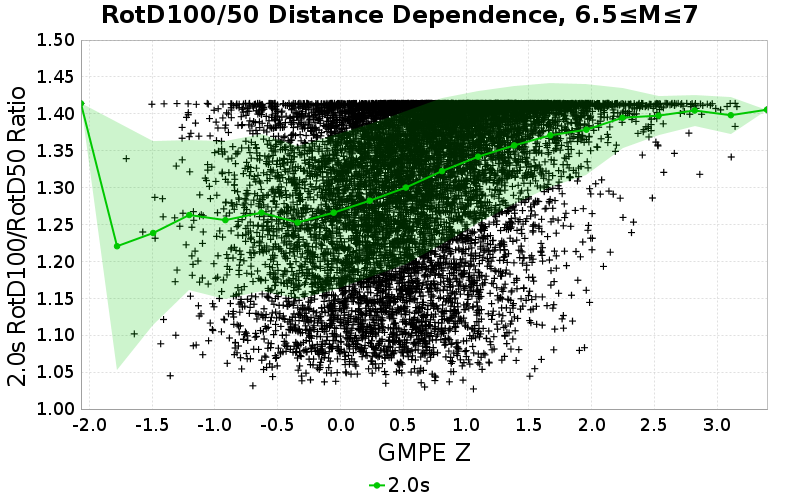 RotD100/50 Distance Dependence, 6.5≤M≤7
2.0s RotD100/RotD50 Ratio
1.50
1.45
1.40
1.35
1.30
1.25
1.20
1.15
1.10
1.05
1.00
-2.0 -1.5 -1.0 -0.5 0.0 0.5 1.0 1.5 2.0 2.5 3.0
GMPE Z
2.0s